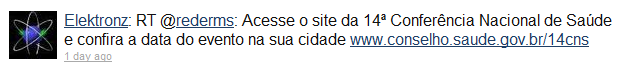 Elektronz: RT @rederms: Acesse o site da 14ª Conferência Nacional de Saúde
e confira a data do evento na sua cidade www.conselho.saude.gov.br/14cns
1 day ago